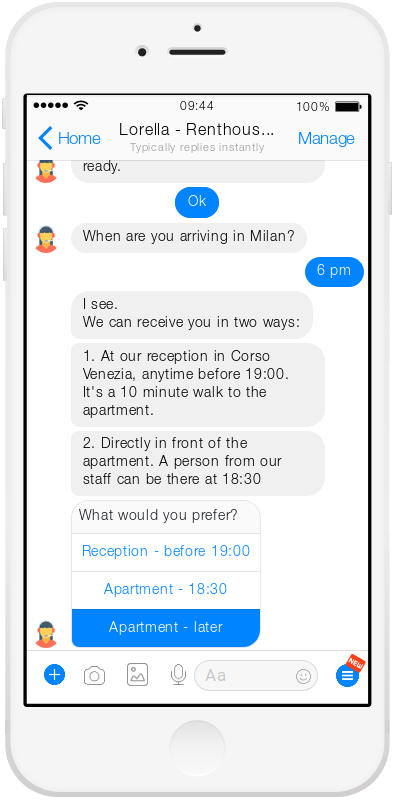 09:44
100%
Home
Lorella - Renthous...
Manage
Typically replies instantly
ready.
Ok
When are you arriving in Milan?
6 pm
I see.
We can receive you in two ways:
1. At our reception in Corso
Venezia, anytime before 19:00.
It's a 10 minute walk to the
apartment.
2. Directly in front of the
apartment. A person from our
staff can be there at 18:30
What would you prefer?
Reception - before 19:00
Apartment - 18:30
Apartment - later
Aa
NEW